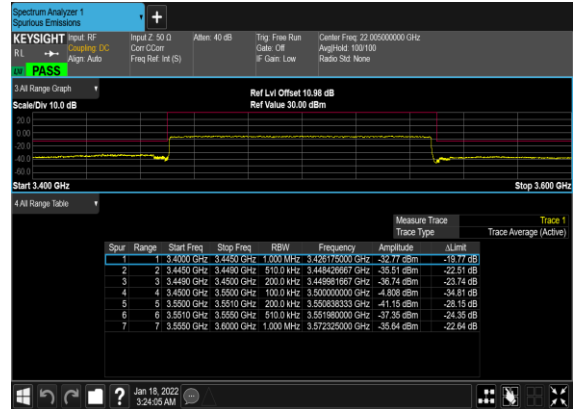 Spectrum Analyzer 1
Spurious Emissions
KEYSIGHT Input: RF Input Z: 50 Ω Atten: 40 dB Trig: Free Run Center Freq: 22.005000000 GHz
RL Coupling: DC Corr CCorr Gate: Off Avg|Hold: 100/100
Align: Auto Freq Ref: Int (S) IF Gain: Low Radio Std: None
PASS
3 All Range Graph Ref Lvl Offset 10.98 dB
Scale/Div 10.0 dB Ref Value 30.00 dBm
20.0
0.00
-20.0
-40.0
-60.0
Start 3.400 GHz Stop 3.600 GHz
4 All Range Table
Measure Trace Trace 1
Trace Type Trace Average (Active)
Spur Range Start Freq Stop Freq RBW Frequency Amplitude ΔLimit
1 1 3.4000 GHz 3.4450 GHz 1.000 MHz 3.426175000 GHz -32.77 dBm -19.77 dB
2 2 3.4450 GHz 3.4490 GHz 510.0 kHz 3.448426667 GHz -35.51 dBm -22.51 dB
3 3 3.4490 GHz 3.4500 GHz 200.0 kHz 3.449981667 GHz -36.74 dBm -23.74 dB
4 4 3.4500 GHz 3.5500 GHz 100.0 kHz 3.500000000 GHz -4.808 dBm -34.81 dB
5 5 3.5500 GHz 3.5510 GHz 200.0 kHz 3.550838333 GHz -41.15 dBm -28.15 dB
6 6 3.5510 GHz 3.5550 GHz 510.0 kHz 3.551980000 GHz -37.35 dBm -24.35 dB
7 7 3.5550 GHz 3.6000 GHz 1.000 MHz 3.572325000 GHz -35.64 dBm -22.64 dB
? Jan 18, 2022
3:24:05 AM